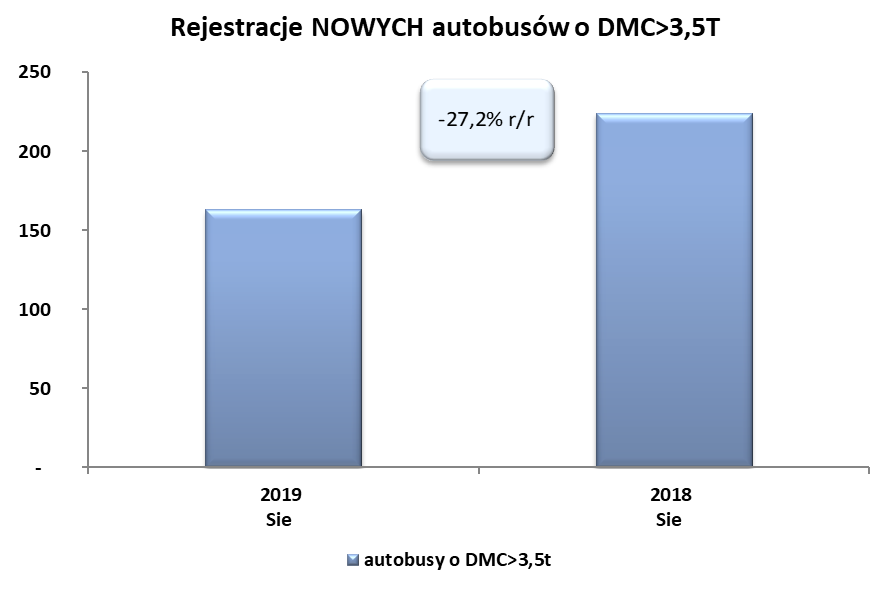 Rejestracje NOWYCH autobusów o DMC>3,5T
250
-27,2% r/r
200
150
100
50
-
2019
Sie
2018
Sie
autobusy o DMC>3,5t